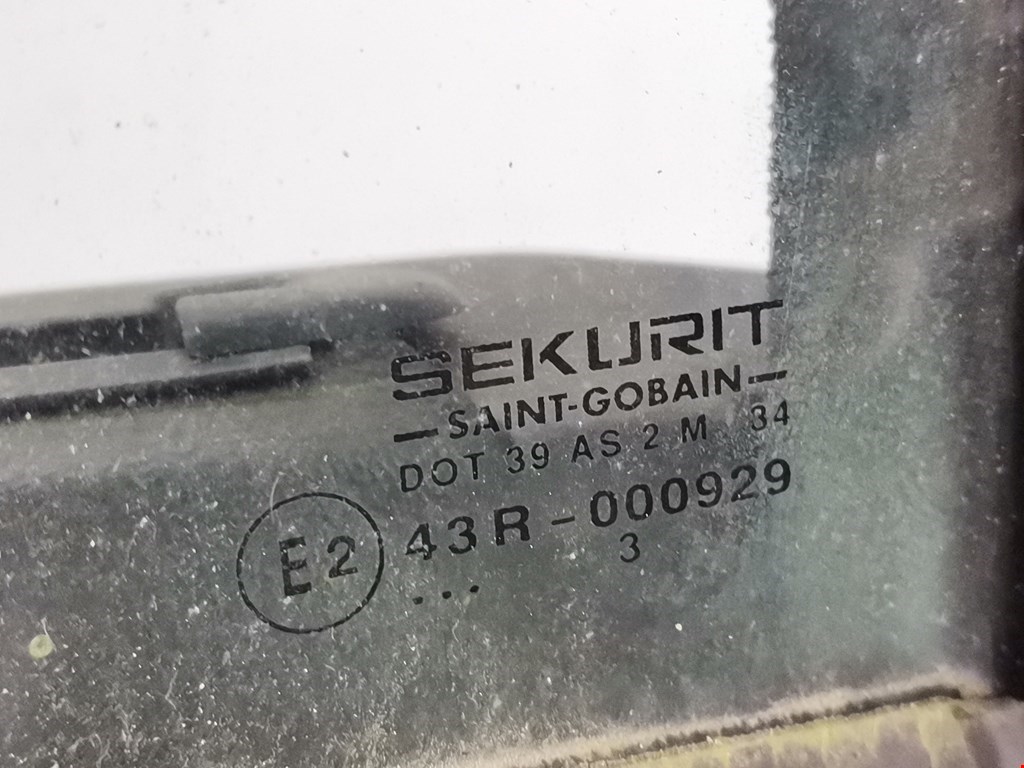 SEKURIT
—SAINT-GOBAIN—
DOT 39 AS 2 M 34
E2 43R-000929
... 3